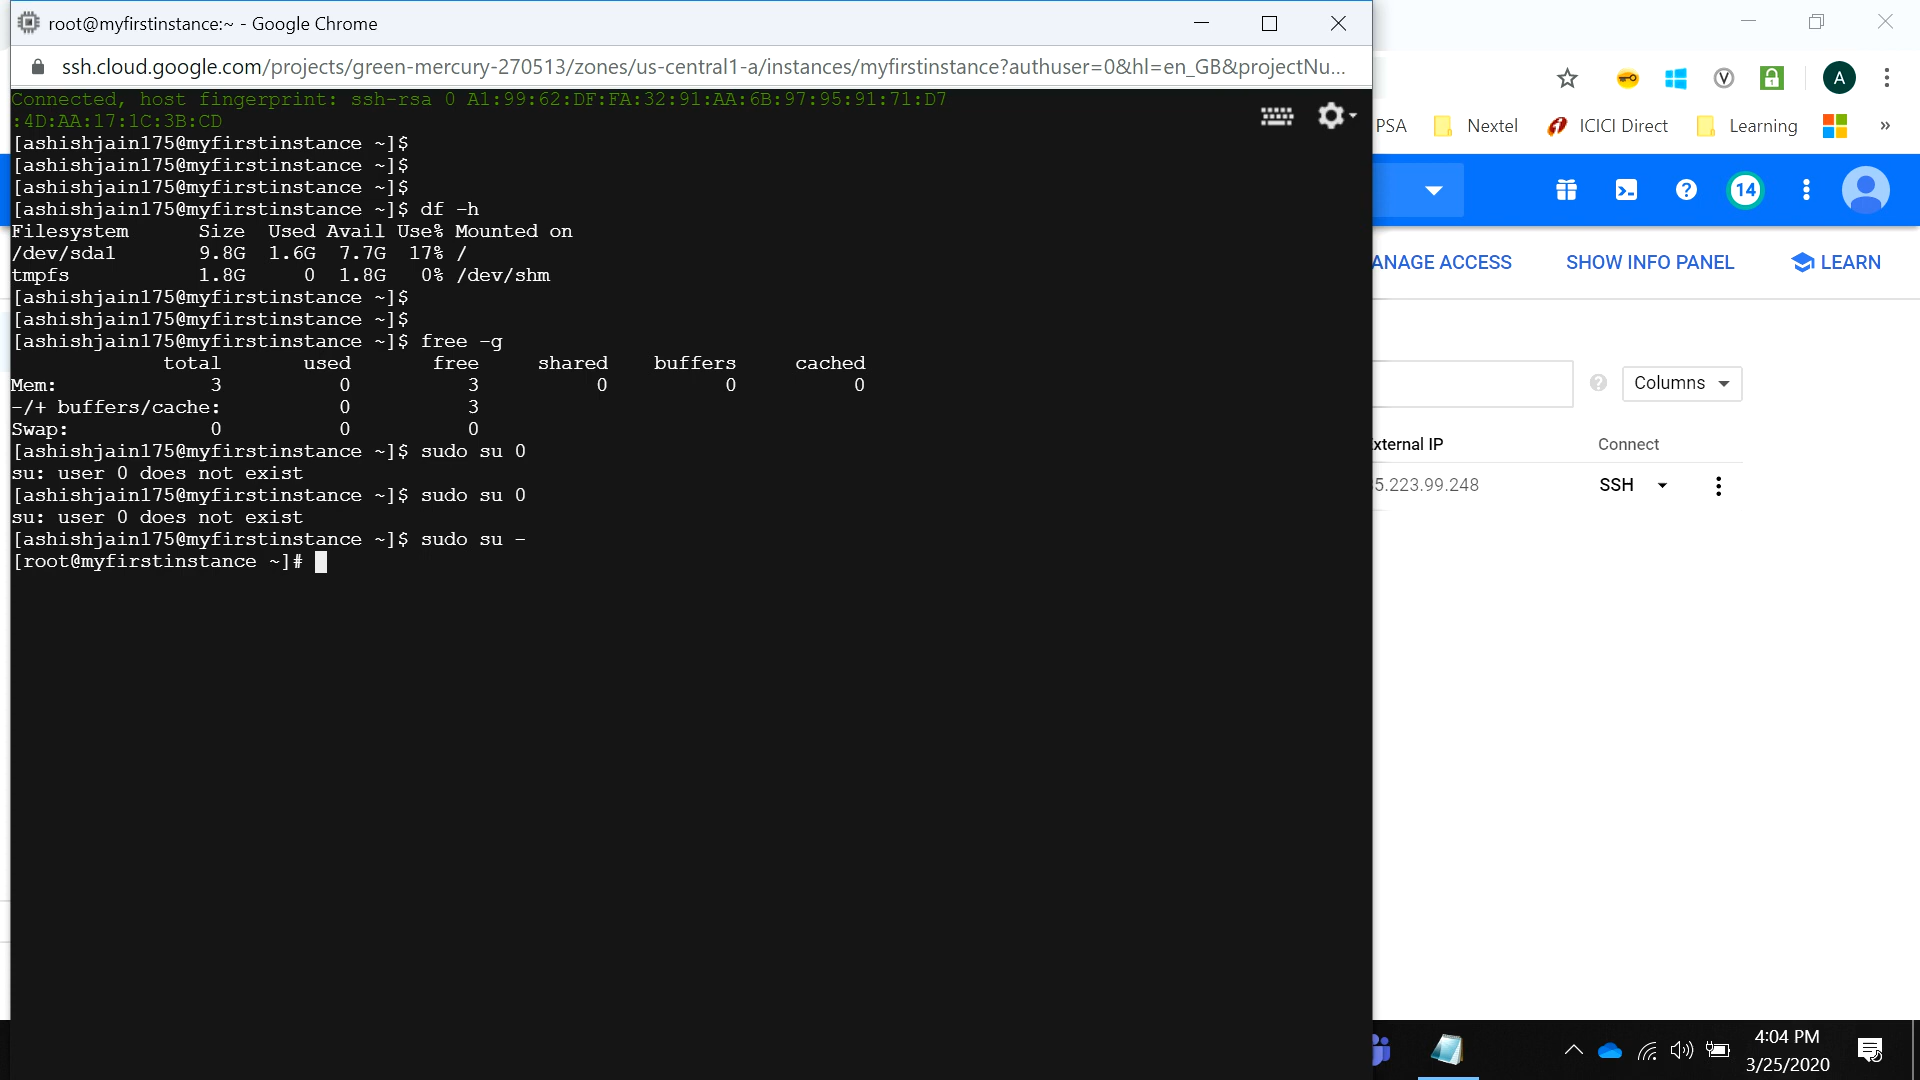 root@myfirstinstance:~ - Google Chrome
ssh.cloud.google.com/projects/green-mercury-270513/zones/us-central1-a/instances/myfirstinstance?authuser=0&hl=en_GB&projectNu...
Connected, host fingerprint: ssh-rsa 0 A1:99:62:DF:FA:32:91:AA:6B:97:95:91:71:D7
:4D:AA:17:1C:3B:CD
[ashishjain175@myfirstinstance ~]$
[ashishjain175@myfirstinstance ~]$
[ashishjain175@myfirstinstance ~]$
[ashishjain175@myfirstinstance ~]$ df -h
Filesystem      Size  Used Avail Use% Mounted on
/dev/sda1       9.8G  1.6G  7.7G  17% /
tmpfs           1.8G     0  1.8G   0% /dev/shm
[ashishjain175@myfirstinstance ~]$
[ashishjain175@myfirstinstance ~]$
[ashishjain175@myfirstinstance ~]$ free -g
             total       used       free     shared    buffers     cached
Mem:             3          0          3          0          0          0
-/+ buffers/cache:          0          3
Swap:            0          0          0
[ashishjain175@myfirstinstance ~]$ sudo su 0
su: user 0 does not exist
[ashishjain175@myfirstinstance ~]$ sudo su 0
su: user 0 does not exist
[ashishjain175@myfirstinstance ~]$ sudo su -
[root@myfirstinstance ~]#
A
PSA Nextel ICICI Direct Learning »
14
ANAGE ACCESS SHOW INFO PANEL LEARN
Columns
xternal IP Connect
5.223.99.248 SSH
4:04 PM
3/25/2020